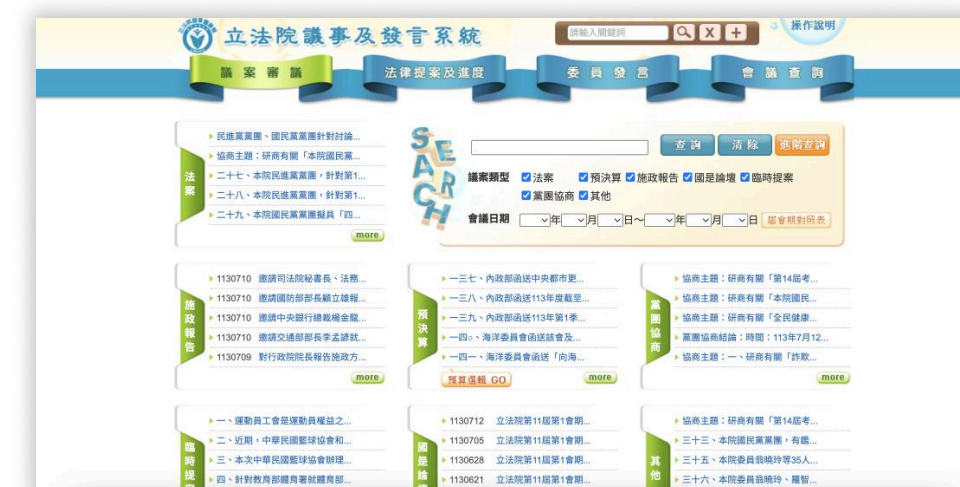 立法院議事及發言系統
請輸入關鍵詞
X
+
操作說明
議案審議
法律提案及進度
委員發言
會議查詢
法案
民進黨黨團、國民黨黨團針對討論...
協商主題:研商有關「本院國民黨...
二十七、本院民進黨黨團,針對第1...
二十八、本院民進黨黨團,針對第1...
二十九、本院國民黨黨團擬具「四...
more
SEARCH
查詢
清除
進階查詢
議案類型 法案 預決算 施政報告 國是論壇 臨時提案
黨團協商 其他
會議日期 年 月 日~ 年 月 日 屆會期對照表
施政報告
1130710 邀請司法院秘書長、法務...
1130710 邀請國防部部長顧立雄報...
1130710 邀請中央銀行總裁楊金龍...
1130710 邀請交通部部長李孟諺就...
1130709 對行政院院長報告施政方...
more
預決算
一三七、內政部函送中央都市更...
一三八、內政部函送113年度截至...
一三九、內政部函送113年第1季...
一四○、海洋委員會函送該會及...
一四一、海洋委員會函送「向海...
預算選輯 GO
more
黨團協商
協商主題:研商有關「第14屆考...
協商主題:研商有關「本院國民...
協商主題:研商有關「全民健康...
黨團協商結論:時間:113年7月12...
協商主題:一、研商有關「詐欺...
more
臨時提案
一、運動員工會是運動員權益之...
二、近期,中華民國籃球協會和...
三、本次中華民國籃球協會辦理...
四、針對教育部體育署就體育部...
國是論壇
1130712 立法院第11屆第1會期...
1130705 立法院第11屆第1會期...
1130628 立法院第11屆第1會期...
1130621 立法院第11屆第1會期...
其他
協商主題:研商有關「第14屆考...
三十三、本院國民黨黨團,有鑑...
三十五、本院委員翁曉玲等35人...
三十六、本院委員翁曉玲、羅智...